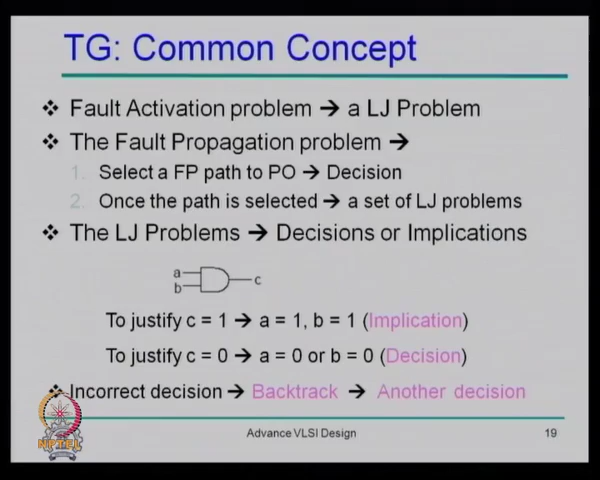 TG: Common Concept
❖ Fault Activation problem → a LJ Problem
❖ The Fault Propagation problem →
1. Select a FP path to PO → Decision
2. Once the path is selected → a set of LJ problems
❖ The LJ Problems → Decisions or Implications
a
b
c
To justify c = 1 → a = 1, b = 1 (Implication)
To justify c = 0 → a = 0 or b = 0 (Decision)
❖ Incorrect decision → Backtrack → Another decision
NPTEL
Advance VLSI Design
19